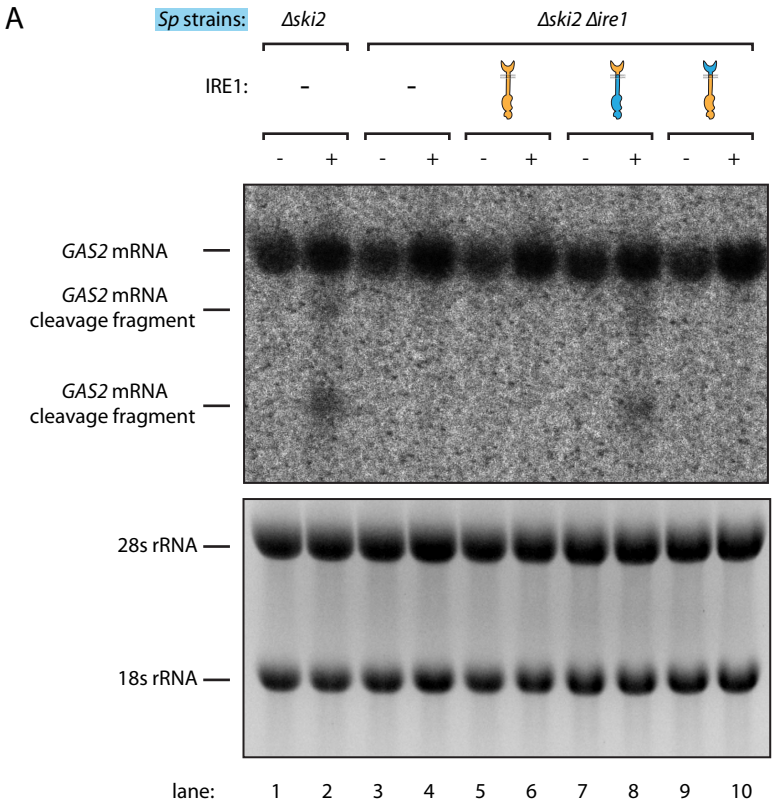 A
Sp strains: Δski2 Δski2 Δire1
IRE1: - -
- + - + - + - + - +
GAS2 mRNA
GAS2 mRNA
cleavage fragment
GAS2 mRNA
cleavage fragment
28s rRNA
18s rRNA
lane: 1 2 3 4 5 6 7 8 9 10